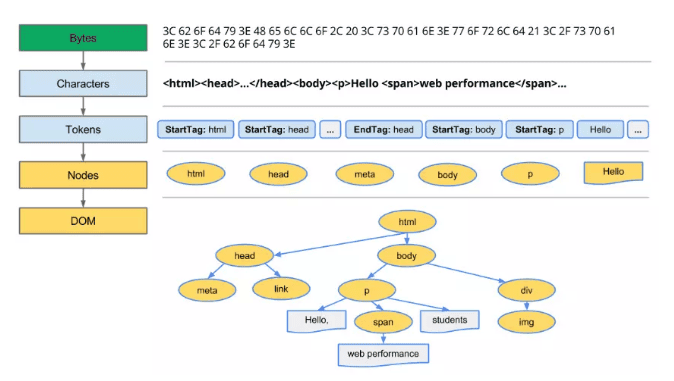 Bytes
3C 62 6F 64 79 3E 48 65 6C 6C 6F 2C 20 3C 73 70 61 6E 3E 77 6F 72 6C 64 21 3C 2F 73 70 61
6E 3E 3C 2F 62 6F 64 79 3E
Characters
<html><head>...</head><body><p>Hello <span>web performance</span>...
Tokens
StartTag: html StartTag: head ... EndTag: head StartTag: body StartTag: p Hello ...
Nodes
html head meta body p Hello
DOM
html
head body
meta link p div
Hello, span students img
web performance